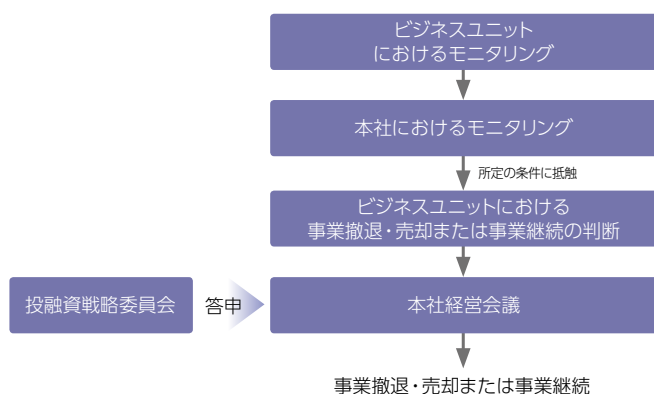 ビジネスユニット
におけるモニタリング
本社におけるモニタリング
所定の条件に抵触
ビジネスユニットにおける
事業撤退・売却または事業継続の判断
投融資戦略委員会
答申
本社経営会議
事業撤退・売却または事業継続